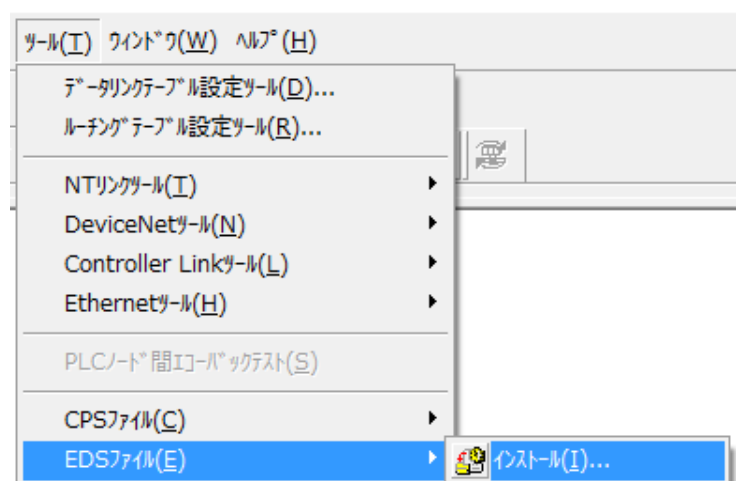 ﾂｰﾙ(T) ｳｨﾝﾄﾞｳ(W) ﾍﾙﾌﾟ(H)
ﾃﾞｰﾀﾘﾝｸﾃｰﾌﾞﾙ設定ﾂｰﾙ(D)...
ﾙｰﾁﾝｸﾞﾃｰﾌﾞﾙ設定ﾂｰﾙ(R)...
NTﾘﾝｸﾂｰﾙ(T)
DeviceNetﾂｰﾙ(N)
Controller Linkﾂｰﾙ(L)
Ethernetﾂｰﾙ(H)
PLCﾉｰﾄﾞ間ｴｺｰﾊﾞｯｸﾃｽﾄ(S)
CPSﾌｧｲﾙ(C)
EDSﾌｧｲﾙ(E)
ｲﾝｽﾄｰﾙ(I)...